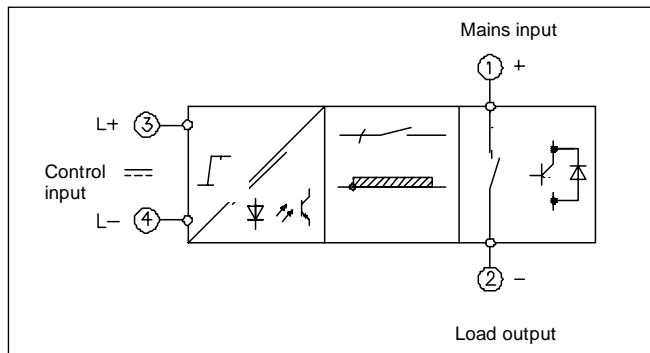 Mains input
1 +
L+ 3
Control
input
L− 4
2 −
Load output